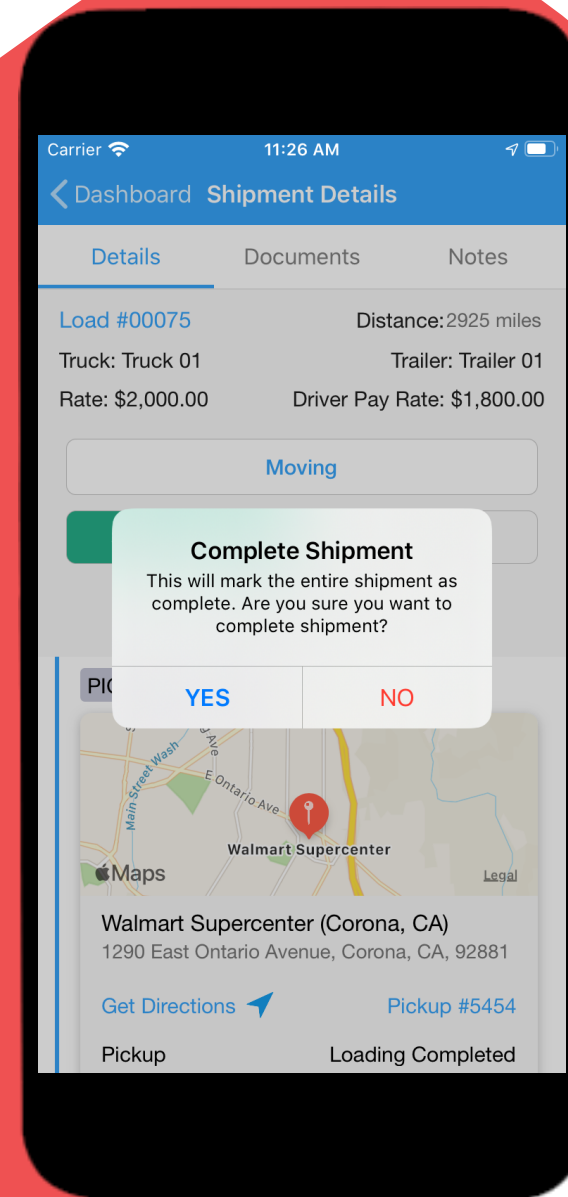 Carrier 11:26 AM
Dashboard Shipment Details
Details Documents Notes
Load #00075 Distance: 2925 miles
Truck: Truck 01 Trailer: Trailer 01
Rate: $2,000.00 Driver Pay Rate: $1,800.00
Moving
Complete Shipment
This will mark the entire shipment as
complete. Are you sure you want to
complete shipment?
YES NO
Main Street Wash
E Ontario Ave
Walmart Supercenter
Maps Legal
Walmart Supercenter (Corona, CA)
1290 East Ontario Avenue, Corona, CA, 92881
Get Directions Pickup #5454
Pickup Loading Completed